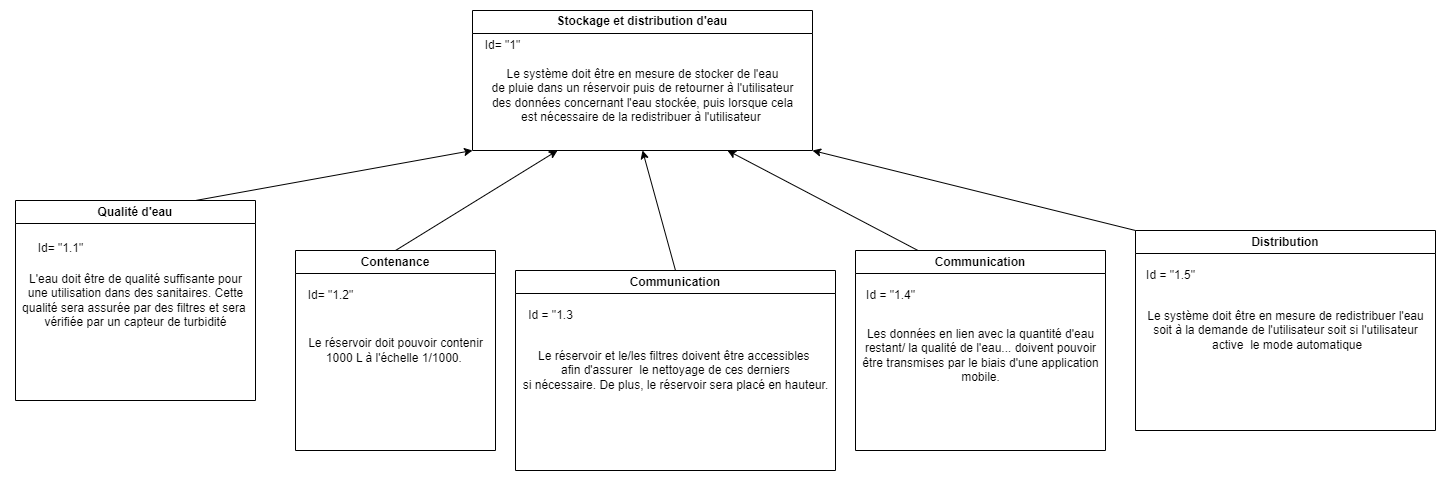 Stockage et distribution d'eau
Id= "1"
Le système doit être en mesure de stocker de l'eau
de pluie dans un réservoir puis de retourner à l'utilisateur
des données concernant l'eau stockée, puis lorsque cela
est nécessaire de la redistribuer à l'utilisateur
Qualité d'eau
Id= "1.1"
L'eau doit être de qualité suffisante pour
une utilisation dans des sanitaires. Cette
qualité sera assurée par des filtres et sera
vérifiée par un capteur de turbidité
Contenance
Id= "1.2"
Le réservoir doit pouvoir contenir
1000 L à l'échelle 1/1000.
Communication
Id = "1.3
Le réservoir et le/les filtres doivent être accessibles
afin d'assurer le nettoyage de ces derniers
si nécessaire. De plus, le réservoir sera placé en hauteur.
Communication
Id = "1.4"
Les données en lien avec la quantité d'eau
restant/ la qualité de l'eau... doivent pouvoir
être transmises par le biais d'une application
mobile.
Distribution
Id = "1.5"
Le système doit être en mesure de redistribuer l'eau
soit à la demande de l'utilisateur soit si l'utilisateur
active le mode automatique